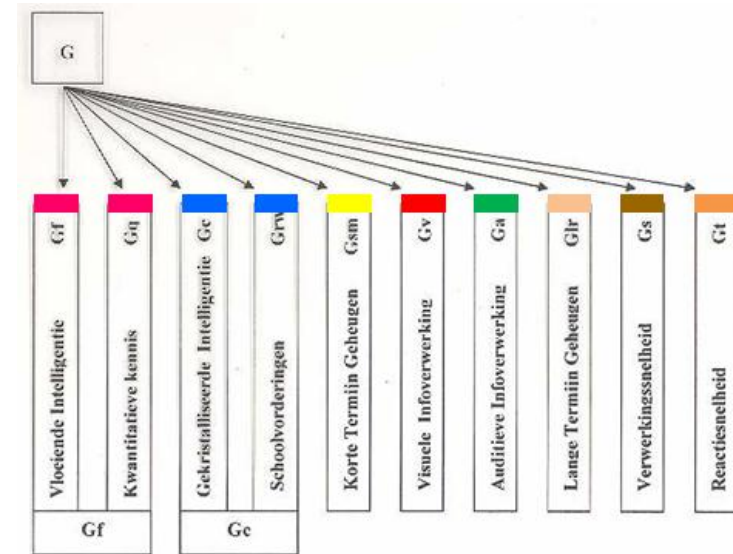 G
Gf
Gq
Gc
Grw
Gsm
Gv
Ga
Glr
Gs
Gt
Vloeiende Intelligentie
Kwantitatieve kennis
Gekristalliseerde Intelligentie
Schoolvorderingen
Korte Termijn Geheugen
Visuele Infoverwerking
Auditieve Infoverwerking
Lange Termijn Geheugen
Verwerkingssnelheid
Reactiesnelheid
Gf
Gc